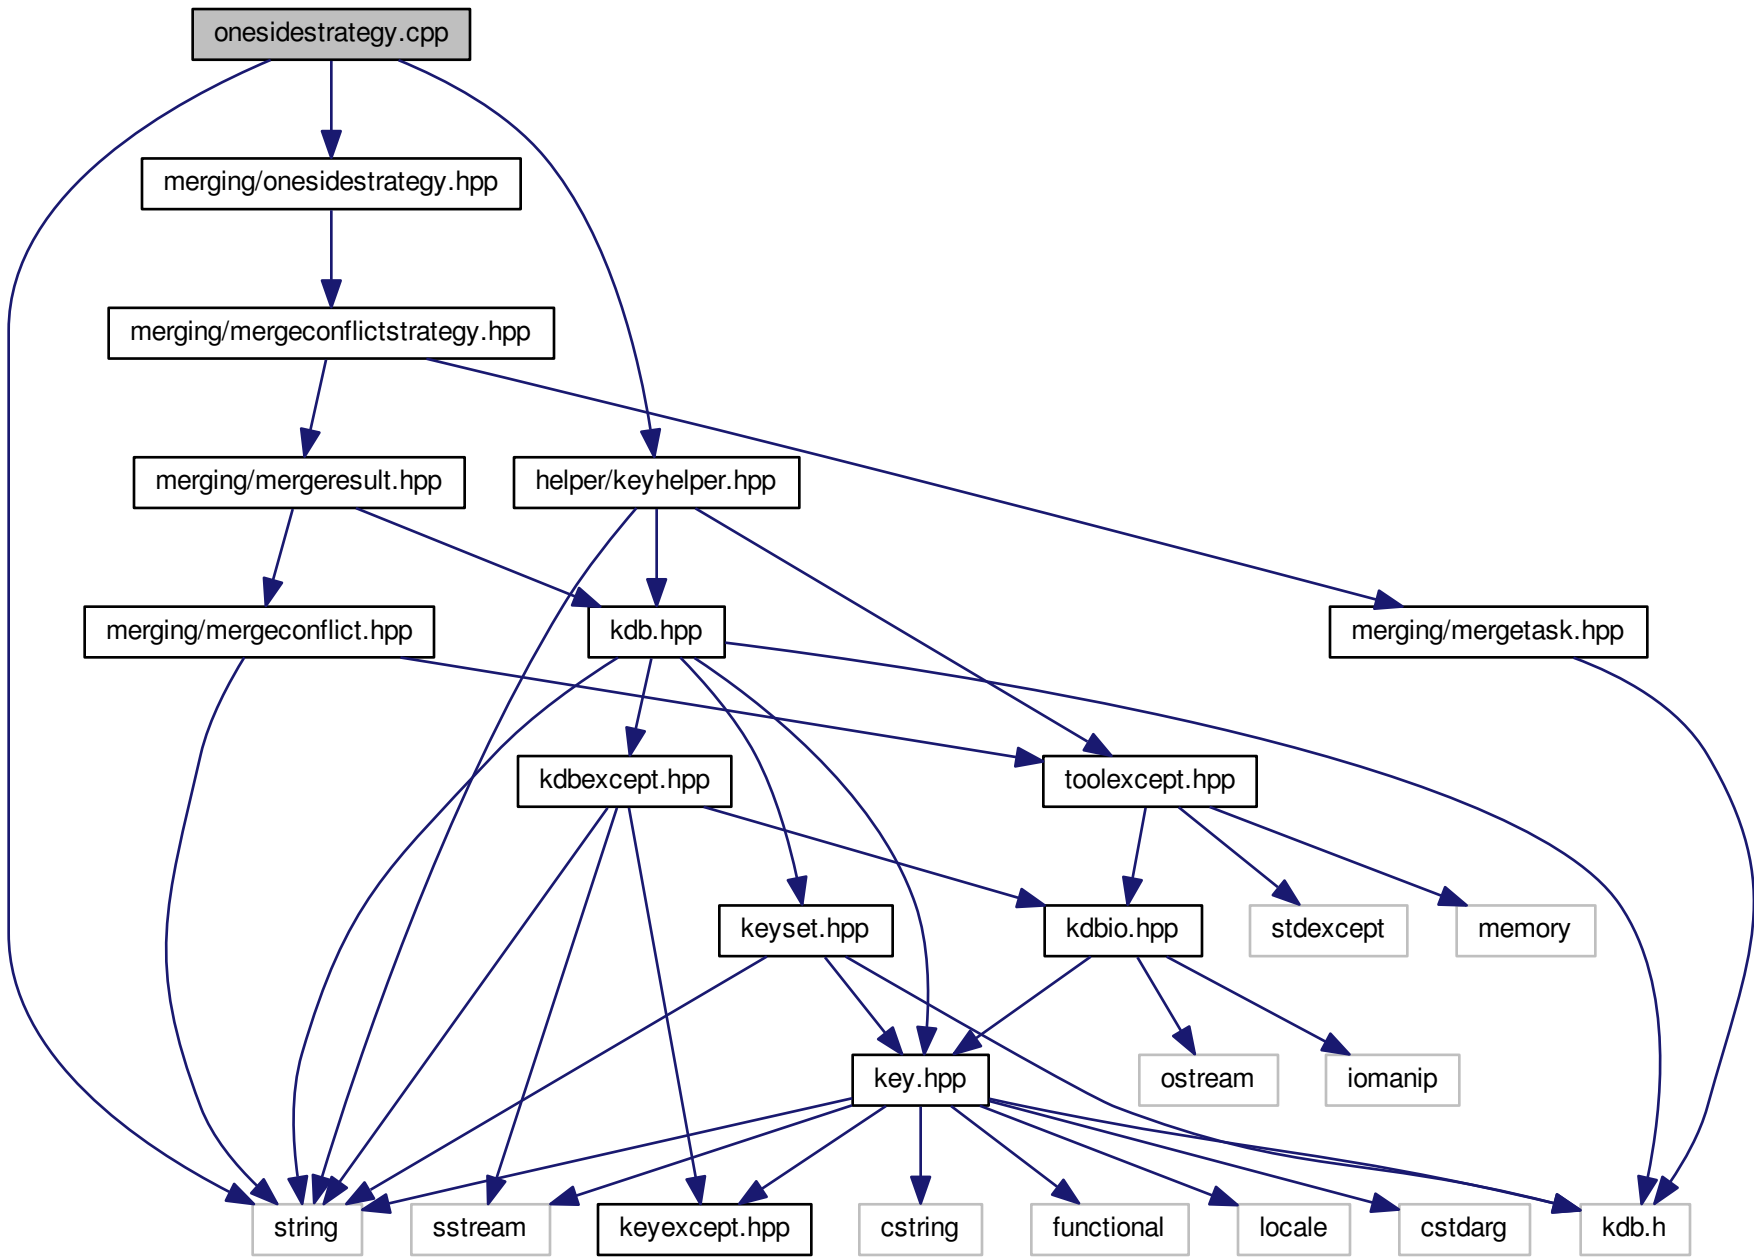 onesidestrategy.cpp
merging/onesidestrategy.hpp
merging/mergeconflictstrategy.hpp
merging/mergeresult.hpp
helper/keyhelper.hpp
merging/mergeconflict.hpp
kdb.hpp
merging/mergetask.hpp
kdbexcept.hpp
toolexcept.hpp
keyset.hpp
kdbio.hpp
stdexcept
memory
key.hpp
ostream
iomanip
string
sstream
keyexcept.hpp
cstring
functional
locale
cstdarg
kdb.h